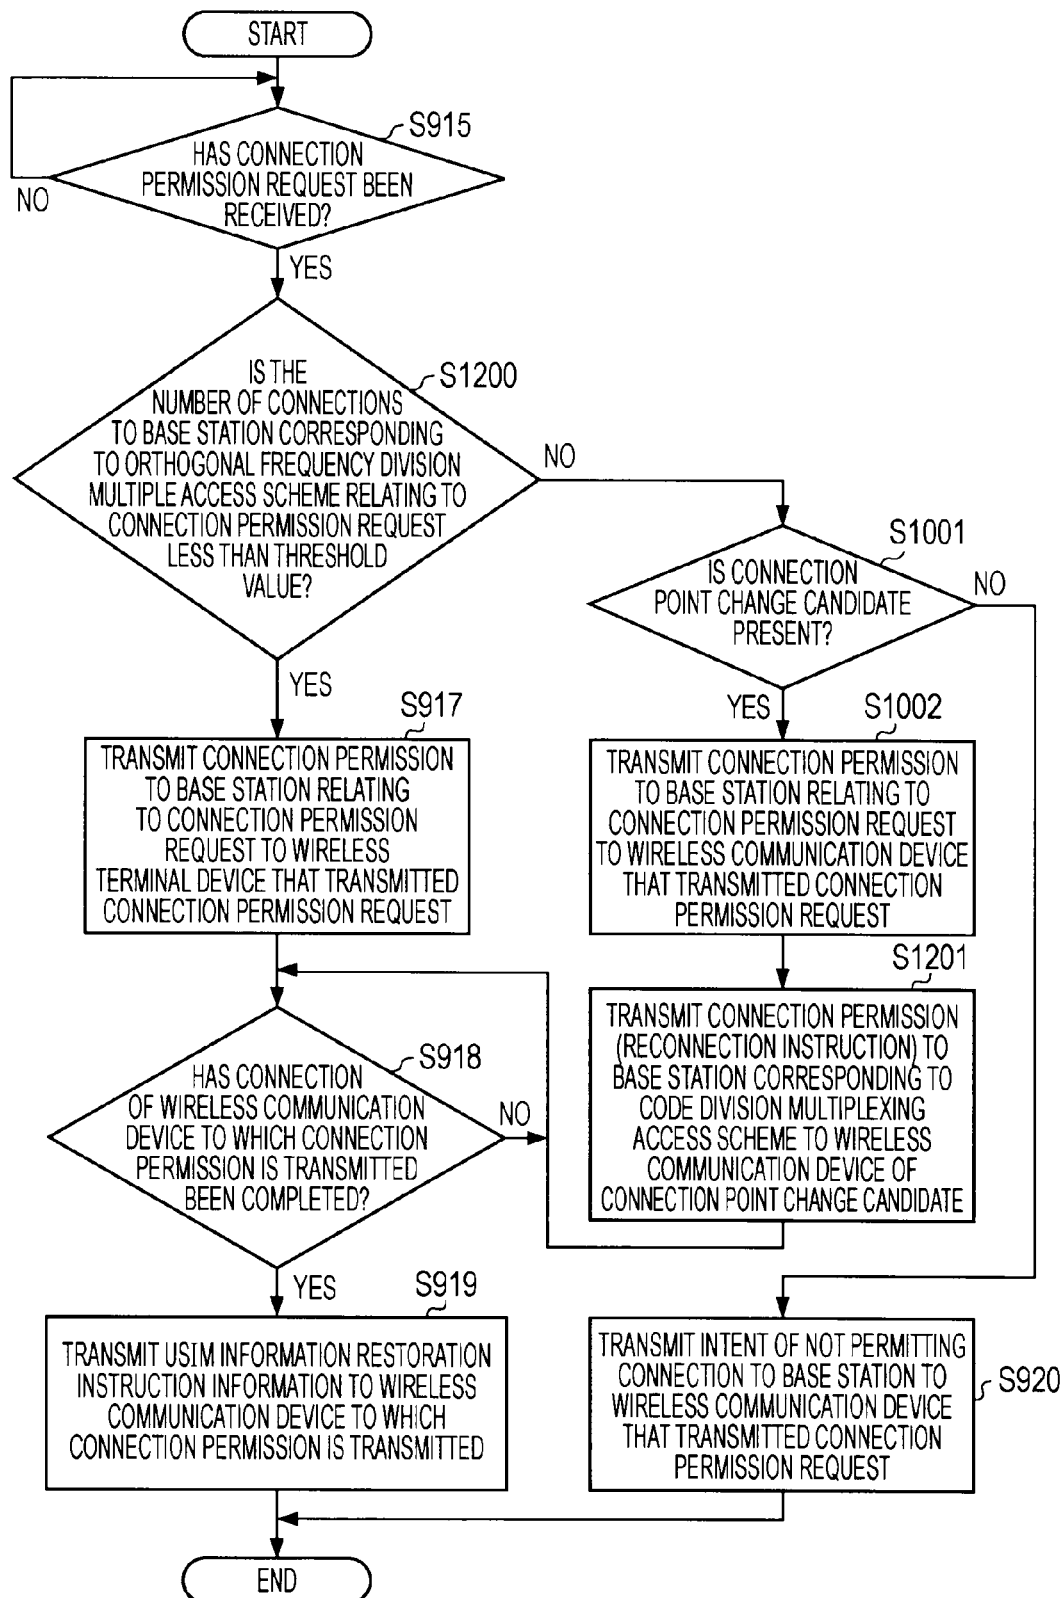 START
S915
HAS CONNECTION
PERMISSION REQUEST BEEN
RECEIVED?
NO
YES
S1200
IS THE
NUMBER OF CONNECTIONS
TO BASE STATION CORRESPONDING
TO ORTHOGONAL FREQUENCY DIVISION
MULTIPLE ACCESS SCHEME RELATING TO
CONNECTION PERMISSION REQUEST
LESS THAN THRESHOLD
VALUE?
NO
YES
S1001
IS CONNECTION
POINT CHANGE CANDIDATE
PRESENT?
NO
YES
S917
TRANSMIT CONNECTION PERMISSION
TO BASE STATION RELATING
TO CONNECTION PERMISSION
REQUEST TO WIRELESS
TERMINAL DEVICE THAT TRANSMITTED
CONNECTION PERMISSION REQUEST
S1002
TRANSMIT CONNECTION PERMISSION
TO BASE STATION RELATING TO
CONNECTION PERMISSION REQUEST
TO WIRELESS COMMUNICATION DEVICE
THAT TRANSMITTED CONNECTION
PERMISSION REQUEST
S1201
TRANSMIT CONNECTION PERMISSION
(RECONNECTION INSTRUCTION) TO
BASE STATION CORRESPONDING TO
CODE DIVISION MULTIPLEXING
ACCESS SCHEME TO WIRELESS
COMMUNICATION DEVICE OF
CONNECTION POINT CHANGE CANDIDATE
S918
HAS CONNECTION
OF WIRELESS COMMUNICATION
DEVICE TO WHICH CONNECTION
PERMISSION IS TRANSMITTED
BEEN COMPLETED?
NO
YES
S919
TRANSMIT USIM INFORMATION RESTORATION
INSTRUCTION INFORMATION TO WIRELESS
COMMUNICATION DEVICE TO WHICH
CONNECTION PERMISSION IS TRANSMITTED
TRANSMIT INTENT OF NOT PERMITTING
CONNECTION TO BASE STATION TO
WIRELESS COMMUNICATION DEVICE
THAT TRANSMITTED CONNECTION
PERMISSION REQUEST
S920
END